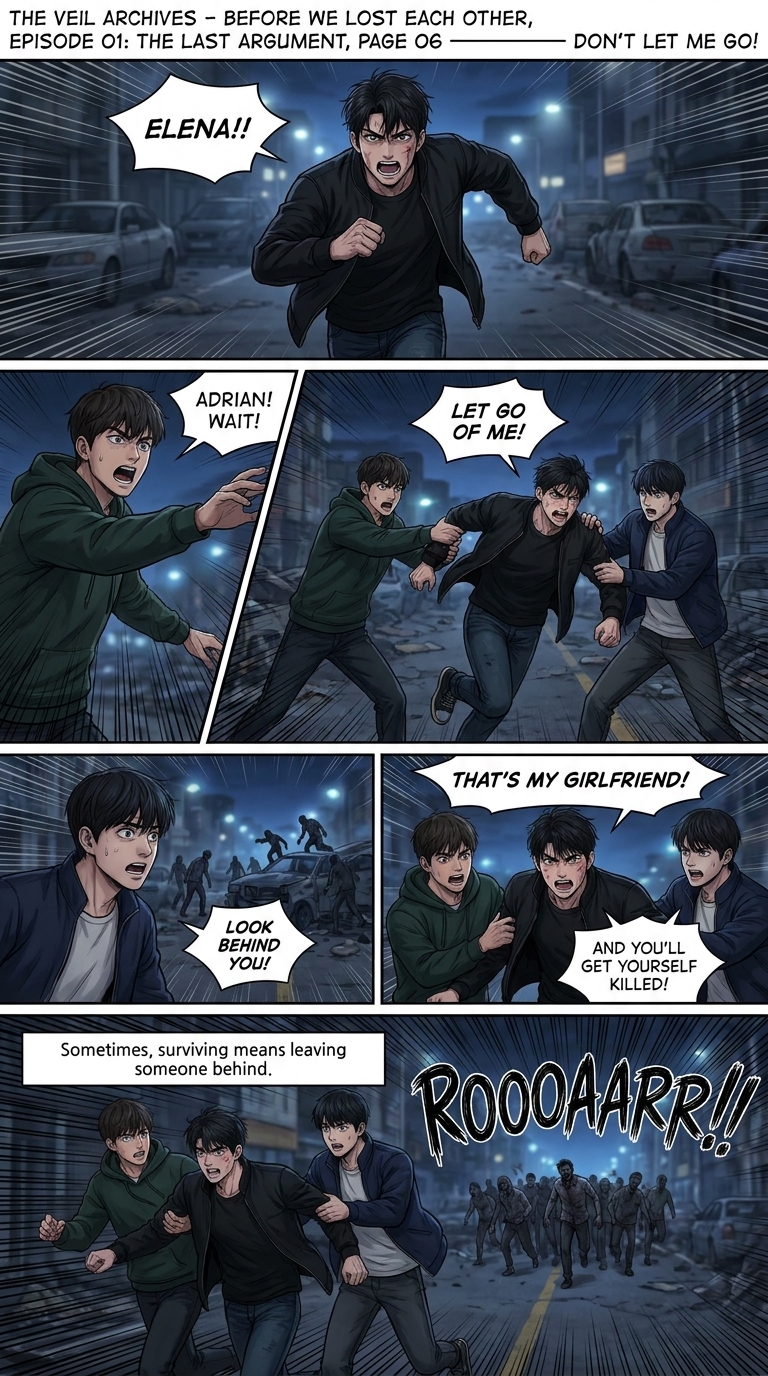 THE VEIL ARCHIVES – BEFORE WE LOST EACH OTHER,
EPISODE 01: THE LAST ARGUMENT, PAGE 06 ———— DON'T LET ME GO!
ELENA!!
ADRIAN!
WAIT!
LET GO
OF ME!
LOOK
BEHIND
YOU!
THAT'S MY GIRLFRIEND!
AND YOU'LL
GET YOURSELF
KILLED!
Sometimes, surviving means leaving
someone behind.
ROOOAARR!!